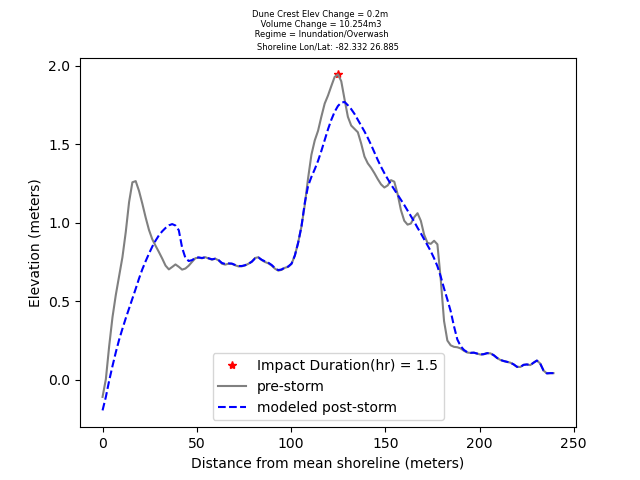 Dune Crest Elev Change = 0.2m
Volume Change = 10.254m3
Regime = Inundation/Overwash
Shoreline Lon/Lat: -82.332 26.885
2.0
1.5
1.0
0.5
0.0
Elevation (meters)
Impact Duration(hr) = 1.5
pre-storm
modeled post-storm
0 50 100 150 200 250
Distance from mean shoreline (meters)